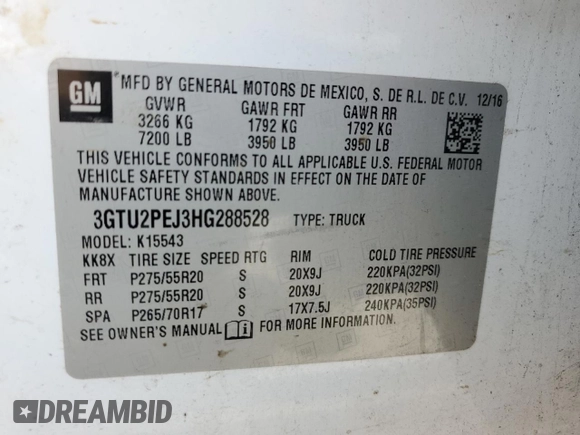 GM
MFD BY GENERAL MOTORS DE MEXICO, S. DE R.L. DE C.V. 12/16
GVWR GAWR FRT GAWR RR
3266 KG 1792 KG 1792 KG
7200 LB 3950 LB 3950 LB
THIS VEHICLE CONFORMS TO ALL APPLICABLE U.S. FEDERAL MOTOR
VEHICLE SAFETY STANDARDS IN EFFECT ON THE DATE OF
MANUFACTURE SHOWN ABOVE.
3GTU2PEJ3HG288528 TYPE: TRUCK
MODEL: K15543
KK8X TIRE SIZE SPEED RTG RIM COLD TIRE PRESSURE
FRT P275/55R20 S 20X9J 220KPA(32PSI)
RR P275/55R20 S 20X9J 220KPA(32PSI)
SPA P265/70R17 S 17X7.5J 240KPA(35PSI)
SEE OWNER'S MANUAL i FOR MORE INFORMATION.
DREAMBID